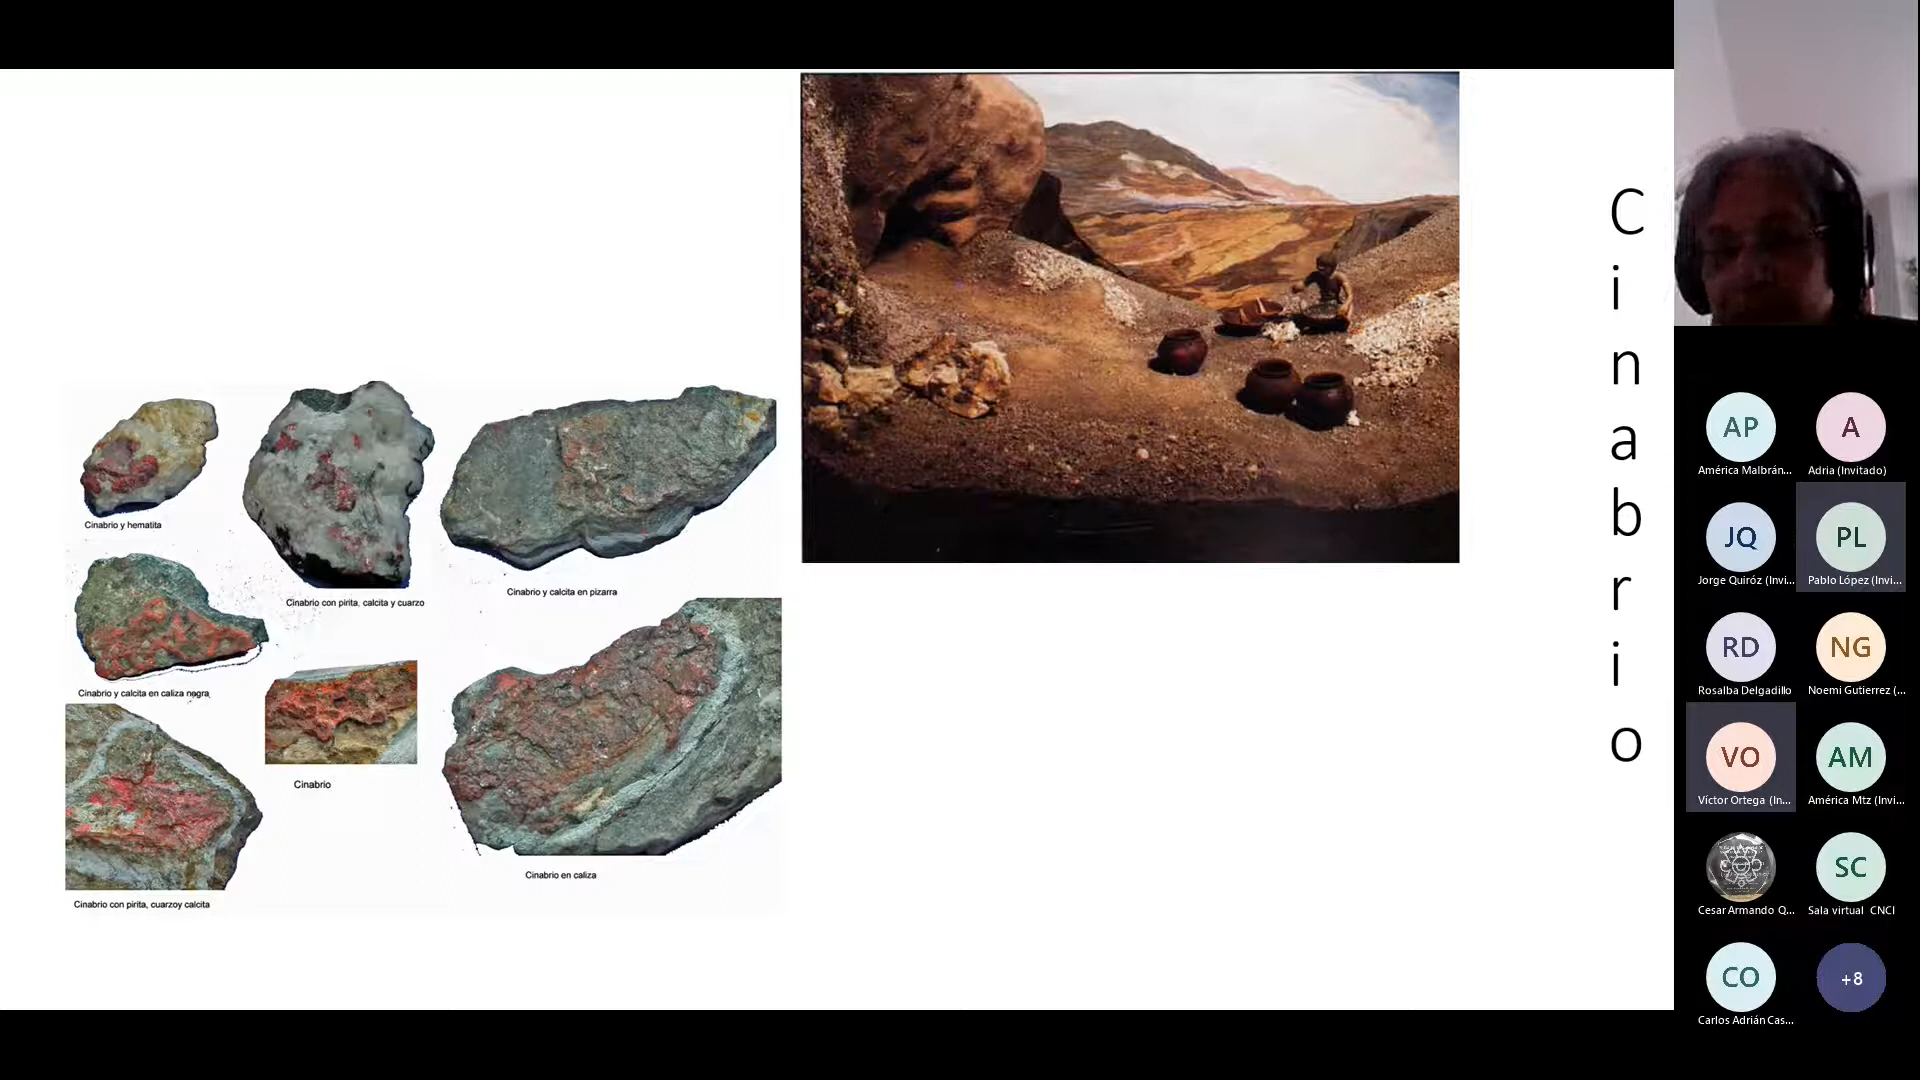 Cinabrio y hematita
Cinabrio con pirita, calcita y cuarzo
Cinabrio y calcita en pizarra
Cinabrio y calcita en caliza negra
Cinabrio
Cinabrio en caliza
Cinabrio con pirita, cuarzoy calcita
C
i
n
a
b
r
i
o
AP
América Malbrán...
A
Adria (Invitado)
JQ
Jorge Quiróz (Invi...
PL
Pablo López (Invi...
RD
Rosalba Delgadillo
NG
Noemi Gutierrez (...
VO
Víctor Ortega (In...
AM
América Mtz (Invi...
Cesar Armando Q...
SC
Sala virtual CNCI
CO
Carlos Adrián Cas...
+8